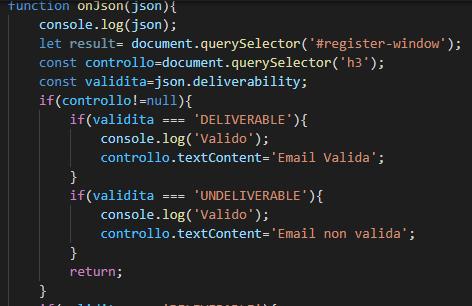 function onJson(json){
console.log(json);
let result= document.querySelector('#register-window');
const controllo=document.querySelector('h3');
const validita=json.deliverability;
if(controllo!=null){
if(validita === 'DELIVERABLE'){
console.log('Valido');
controllo.textContent='Email Valida';
}
if(validita === 'UNDELIVERABLE'){
console.log('Valido');
controllo.textContent='Email non valida';
}
return;
}